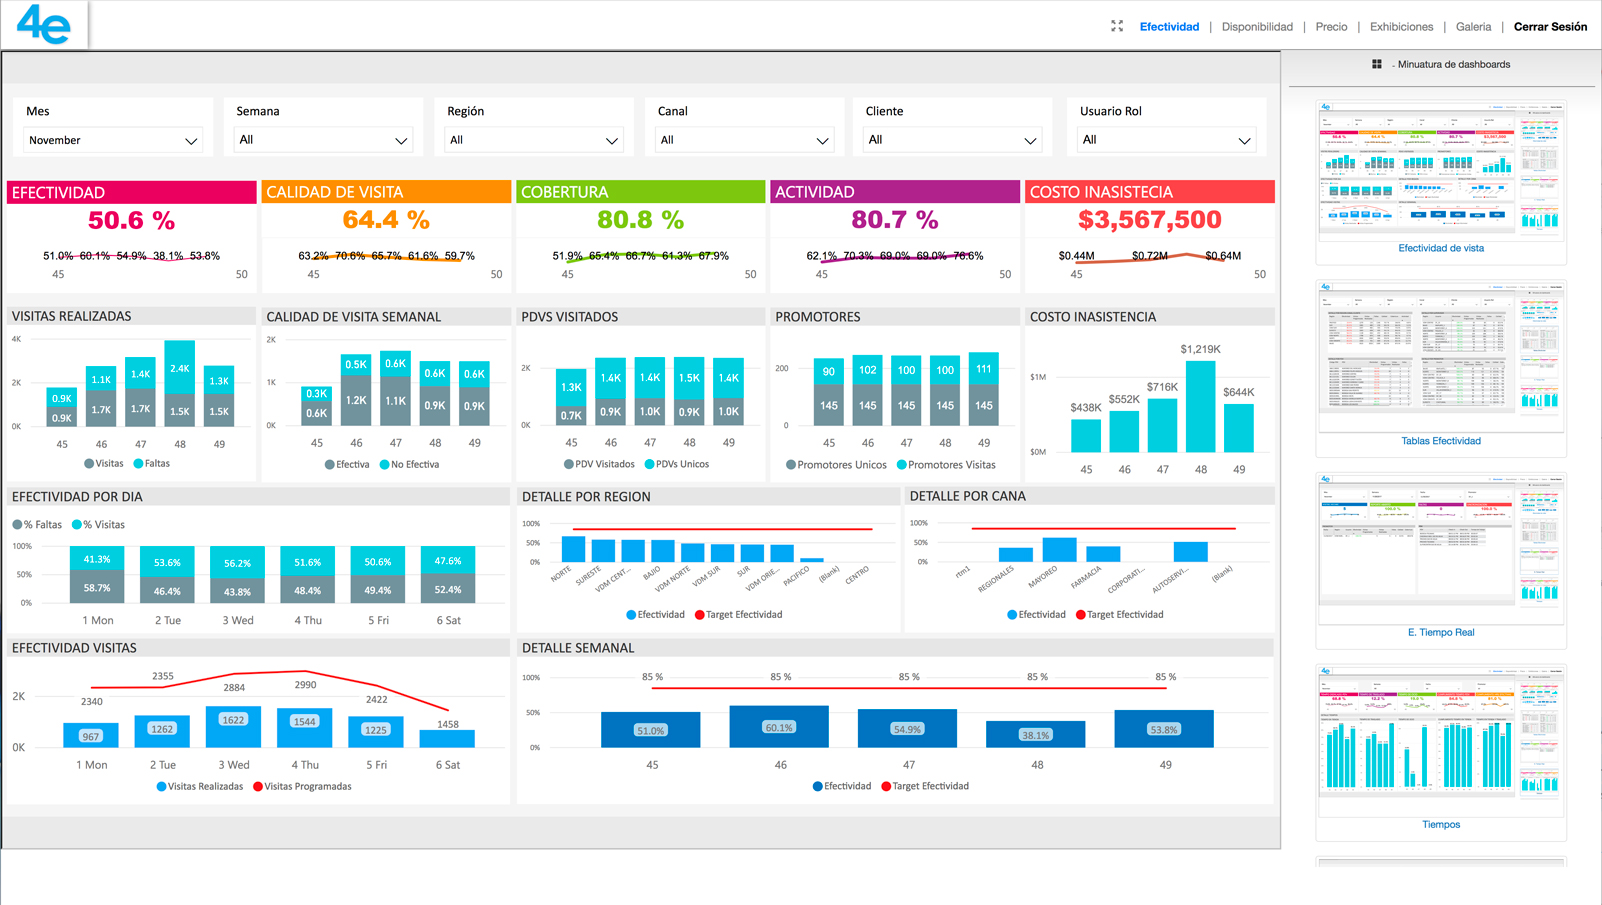 4e
Efectividad | Disponibilidad | Precio | Exhibiciones | Galeria | Cerrar Sesión
- Minuatura de dashboards
Mes
November
Semana
All
Región
All
Canal
All
Cliente
All
Usuario Rol
All
EFECTIVIDAD
50.6 %
51.0% 60.1% 54.9% 38.1% 53.8%
45 50
CALIDAD DE VISITA
64.4 %
63.2% 70.6% 65.7% 61.6% 59.7%
45 50
COBERTURA
80.8 %
51.9% 65.4% 66.7% 61.3% 67.9%
45 50
ACTIVIDAD
80.7 %
62.1% 70.3% 69.0% 69.0% 76.6%
45 50
COSTO INASISTECIA
$3,567,500
$0.44M $0.72M $0.64M
45 50
VISITAS REALIZADAS
4K
2K
0K
0.9K 1.1K 1.4K 2.4K 1.3K
0.9K 1.7K 1.7K 1.5K 1.5K
45 46 47 48 49
Visitas Faltas
CALIDAD DE VISITA SEMANAL
2K
1K
0K
0.3K 0.5K 0.6K 0.6K 0.6K
0.6K 1.2K 1.1K 0.9K 0.9K
45 46 47 48 49
Efectiva No Efectiva
PDVS VISITADOS
2K
0K
1.3K 1.4K 1.4K 1.5K 1.4K
0.7K 0.9K 1.0K 0.9K 1.0K
45 46 47 48 49
PDV Visitados PDVs Unicos
PROMOTORES
200
0
90 102 100 100 111
145 145 145 145 145
45 46 47 48 49
Promotores Unicos Promotores Visitas
COSTO INASISTENCIA
$1M
$0M
$438K $552K $716K $1,219K $644K
45 46 47 48 49
EFECTIVIDAD POR DIA
% Faltas % Visitas
100%
50%
0%
41.3% 53.6% 56.2% 51.6% 50.6% 47.6%
58.7% 46.4% 43.8% 48.4% 49.4% 52.4%
1 Mon 2 Tue 3 Wed 4 Thu 5 Fri 6 Sat
DETALLE POR REGION
100%
50%
0%
NORTE SURESTE VDM CENT... BAJIO VDM NORTE VDM SUR SUR VDM ORIE... PACIFICO (Blank) CENTRO
Efectividad Target Efectividad
DETALLE POR CANA
100%
50%
0%
rtm1 REGIONALES MAYOREO FARMACIA CORPORATI... AUTOSERVI... (Blank)
Efectividad Target Efectividad
EFECTIVIDAD VISITAS
2K
0K
2340 2355 2884 2990 2422 1458
967 1262 1622 1544 1225
1 Mon 2 Tue 3 Wed 4 Thu 5 Fri 6 Sat
Visitas Realizadas Visitas Programadas
DETALLE SEMANAL
100%
50%
0%
85 % 85 % 85 % 85 % 85 %
51.0% 60.1% 54.9% 38.1% 53.8%
45 46 47 48 49
Efectividad Target Efectividad
Efectividad de vista
Tablas Efectividad
E. Tiempo Real
Tiempos